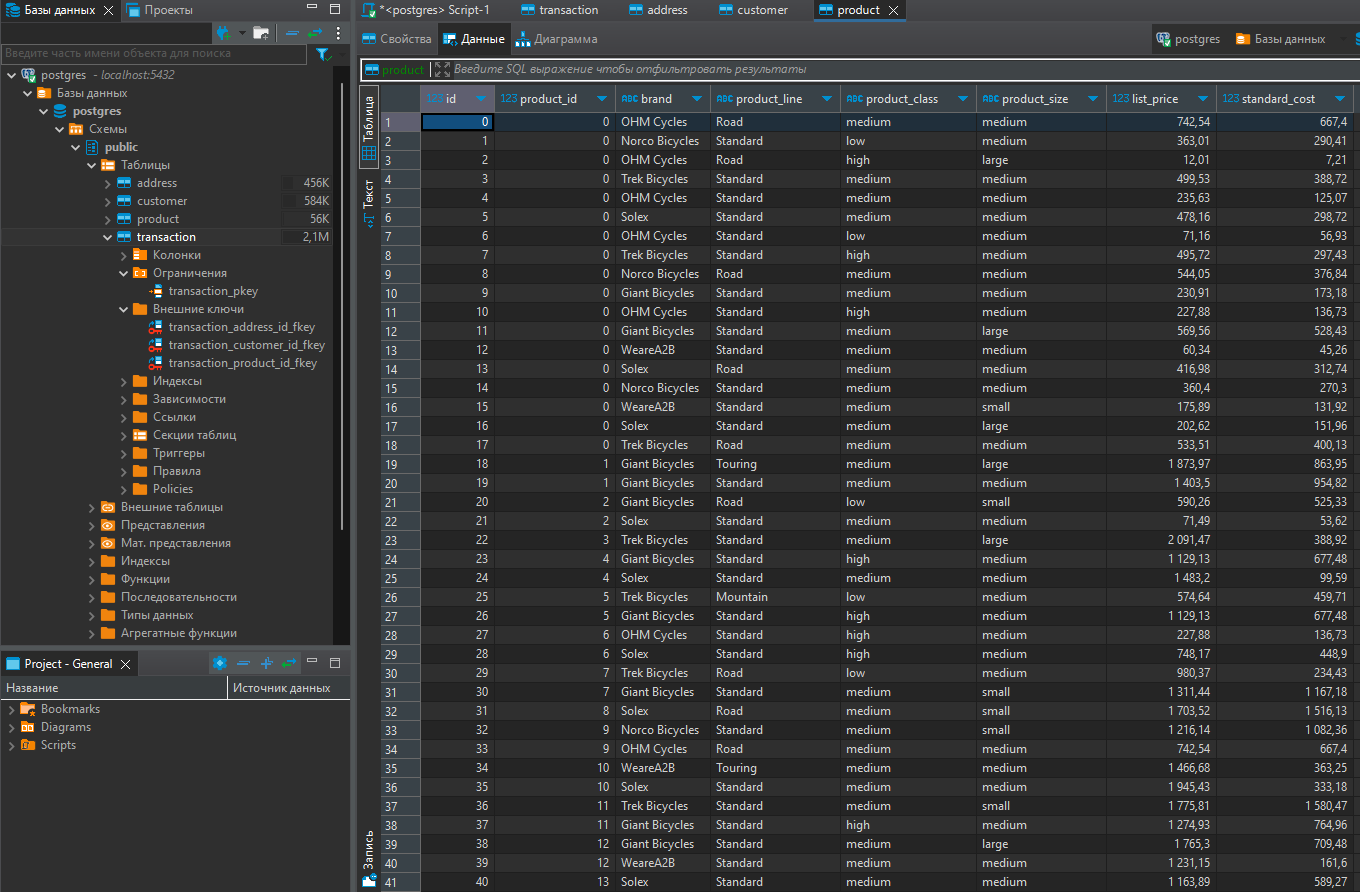 Базы данных
Проекты
Введите часть имени объекта для поиска
postgres - localhost:5432
Базы данных
postgres
Схемы
public
Таблицы
address 456K
customer 584K
product 56K
transaction 2,1M
Колонки
Ограничения
transaction_pkey
Внешние ключи
transaction_address_id_fkey
transaction_customer_id_fkey
transaction_product_id_fkey
Индексы
Зависимости
Ссылки
Секции таблиц
Триггеры
Правила
Policies
Внешние таблицы
Представления
Мат. представления
Индексы
Функции
Последовательности
Типы данных
Агрегатные функции
Project - General
Название Источник данных
Bookmarks
Diagrams
Scripts
*<postgres> Script-1 transaction address customer product
Свойства Данные Диаграмма postgres Базы данных
product Введите SQL выражение чтобы отфильтровать результаты
Таблица
Текст
Запись
123 id 123 product_id ABC brand ABC product_line ABC product_class ABC product_size 123 list_price 123 standard_cost
1 0 0 OHM Cycles Road medium medium 742,54 667,4
2 1 0 Norco Bicycles Standard low medium 363,01 290,41
3 2 0 OHM Cycles Road high large 12,01 7,21
4 3 0 Trek Bicycles Standard medium medium 499,53 388,72
5 4 0 OHM Cycles Standard medium medium 235,63 125,07
6 5 0 Solex Standard medium medium 478,16 298,72
7 6 0 OHM Cycles Standard low medium 71,16 56,93
8 7 0 Trek Bicycles Standard high medium 495,72 297,43
9 8 0 Norco Bicycles Road medium medium 544,05 376,84
10 9 0 Giant Bicycles Standard medium medium 230,91 173,18
11 10 0 OHM Cycles Standard high medium 227,88 136,73
12 11 0 Giant Bicycles Standard medium large 569,56 528,43
13 12 0 WeareA2B Standard medium medium 60,34 45,26
14 13 0 Solex Road medium medium 416,98 312,74
15 14 0 Norco Bicycles Standard medium medium 360,4 270,3
16 15 0 WeareA2B Standard medium small 175,89 131,92
17 16 0 Solex Standard medium large 202,62 151,96
18 17 0 Trek Bicycles Road medium medium 533,51 400,13
19 18 1 Giant Bicycles Touring medium large 1 873,97 863,95
20 19 1 Giant Bicycles Standard medium medium 1 403,5 954,82
21 20 2 Giant Bicycles Road low small 590,26 525,33
22 21 2 Solex Standard medium medium 71,49 53,62
23 22 3 Trek Bicycles Standard medium large 2 091,47 388,92
24 23 4 Giant Bicycles Standard high medium 1 129,13 677,48
25 24 4 Solex Standard medium medium 1 483,2 99,59
26 25 5 Trek Bicycles Mountain low medium 574,64 459,71
27 26 5 Giant Bicycles Standard high medium 1 129,13 677,48
28 27 6 OHM Cycles Standard high medium 227,88 136,73
29 28 6 Solex Standard high medium 748,17 448,9
30 29 7 Trek Bicycles Road low medium 980,37 234,43
31 30 7 Giant Bicycles Standard medium small 1 311,44 1 167,18
32 31 8 Solex Road medium small 1 703,52 1 516,13
33 32 9 Norco Bicycles Standard medium small 1 216,14 1 082,36
34 33 9 OHM Cycles Road medium medium 742,54 667,4
35 34 10 WeareA2B Touring medium medium 1 466,68 363,25
36 35 10 Solex Standard medium medium 1 945,43 333,18
37 36 11 Trek Bicycles Standard medium small 1 775,81 1 580,47
38 37 11 Giant Bicycles Standard high medium 1 274,93 764,96
39 38 12 Giant Bicycles Standard medium large 1 765,3 709,48
40 39 12 WeareA2B Standard medium medium 1 231,15 161,6
41 40 13 Solex Standard medium medium 1 163,89 589,27